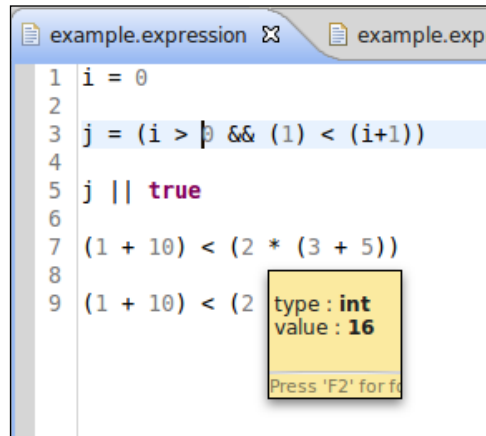 example.expression example.exp
1 i = 0
2
3 j = (i > 0 && (1) < (i+1))
4
5 j || true
6
7 (1 + 10) < (2 * (3 + 5))
8
9 (1 + 10) < (2
type : int
value : 16
Press 'F2' for fo